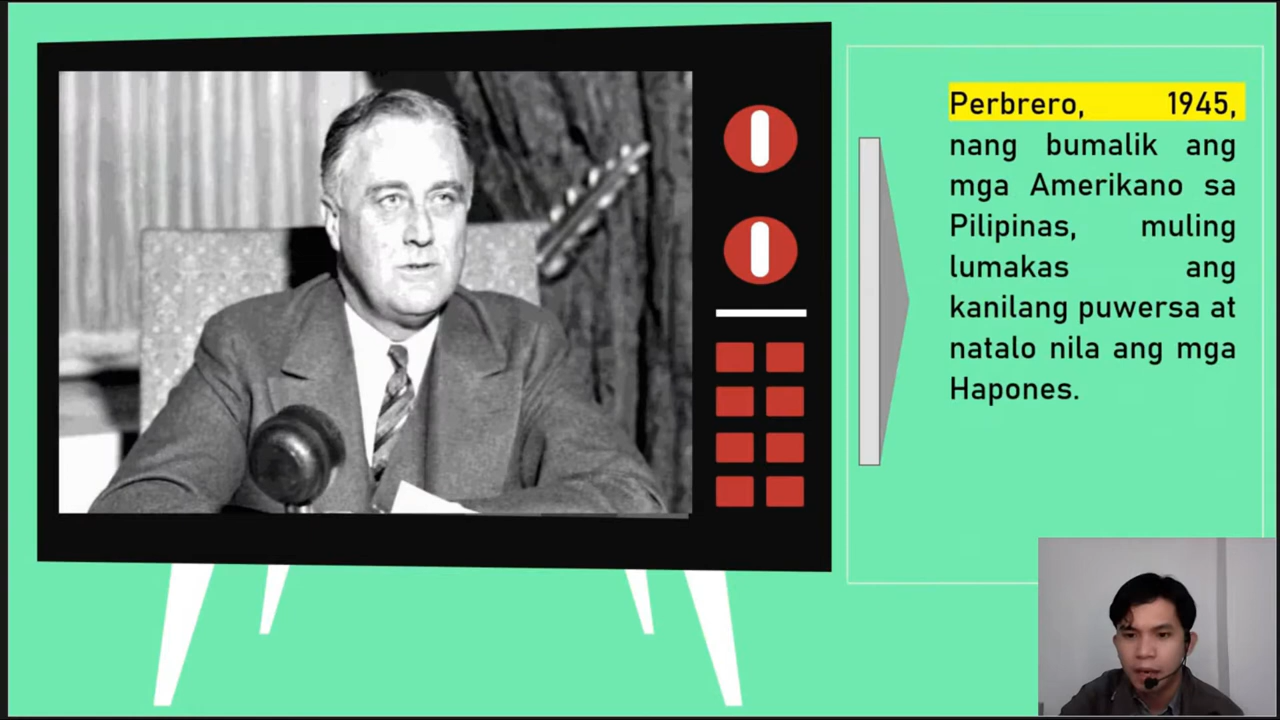 Perbrero, 1945,
nang bumalik ang
mga Amerikano sa
Pilipinas, muling
lumakas ang
kanilang puwersa at
natalo nila ang mga
Hapones.